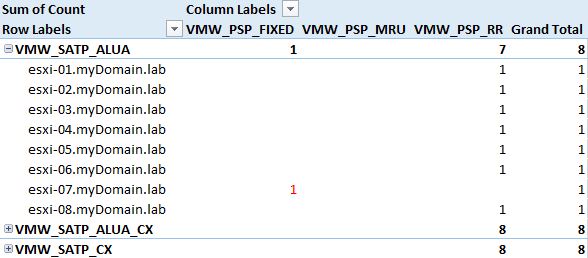 Sum of Count Column Labels
Row Labels VMW_PSP_FIXED VMW_PSP_MRU VMW_PSP_RR Grand Total
VMW_SATP_ALUA 1 7 8
esxi-01.myDomain.lab 1 1
esxi-02.myDomain.lab 1 1
esxi-03.myDomain.lab 1 1
esxi-04.myDomain.lab 1 1
esxi-05.myDomain.lab 1 1
esxi-06.myDomain.lab 1 1
esxi-07.myDomain.lab 1 1
esxi-08.myDomain.lab 1 1
VMW_SATP_ALUA_CX 8 8
VMW_SATP_CX 8 8